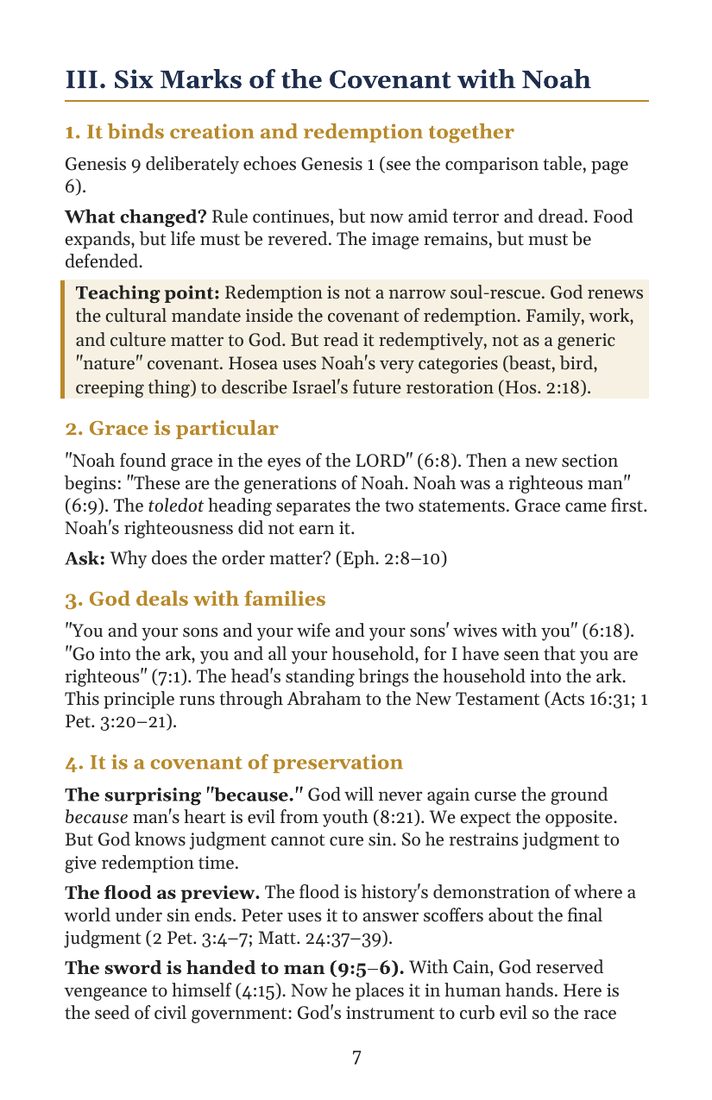 III. Six Marks of the Covenant with Noah
1. It binds creation and redemption together
Genesis 9 deliberately echoes Genesis 1 (see the comparison table, page
6).
What changed? Rule continues, but now amid terror and dread. Food
expands, but life must be revered. The image remains, but must be
defended.
Teaching point: Redemption is not a narrow soul-rescue. God renews
the cultural mandate inside the covenant of redemption. Family, work,
and culture matter to God. But read it redemptively, not as a generic
"nature" covenant. Hosea uses Noah's very categories (beast, bird,
creeping thing) to describe Israel's future restoration (Hos. 2:18).
2. Grace is particular
"Noah found grace in the eyes of the LORD" (6:8). Then a new section
begins: "These are the generations of Noah. Noah was a righteous man"
(6:9). The toledot heading separates the two statements. Grace came first.
Noah's righteousness did not earn it.
Ask: Why does the order matter? (Eph. 2:8–10)
3. God deals with families
"You and your sons and your wife and your sons' wives with you" (6:18).
"Go into the ark, you and all your household, for I have seen that you are
righteous" (7:1). The head's standing brings the household into the ark.
This principle runs through Abraham to the New Testament (Acts 16:31; 1
Pet. 3:20–21).
4. It is a covenant of preservation
The surprising "because." God will never again curse the ground
because man's heart is evil from youth (8:21). We expect the opposite.
But God knows judgment cannot cure sin. So he restrains judgment to
give redemption time.
The flood as preview. The flood is history's demonstration of where a
world under sin ends. Peter uses it to answer scoffers about the final
judgment (2 Pet. 3:4–7; Matt. 24:37–39).
The sword is handed to man (9:5–6). With Cain, God reserved
vengeance to himself (4:15). Now he places it in human hands. Here is
the seed of civil government: God's instrument to curb evil so the race
7